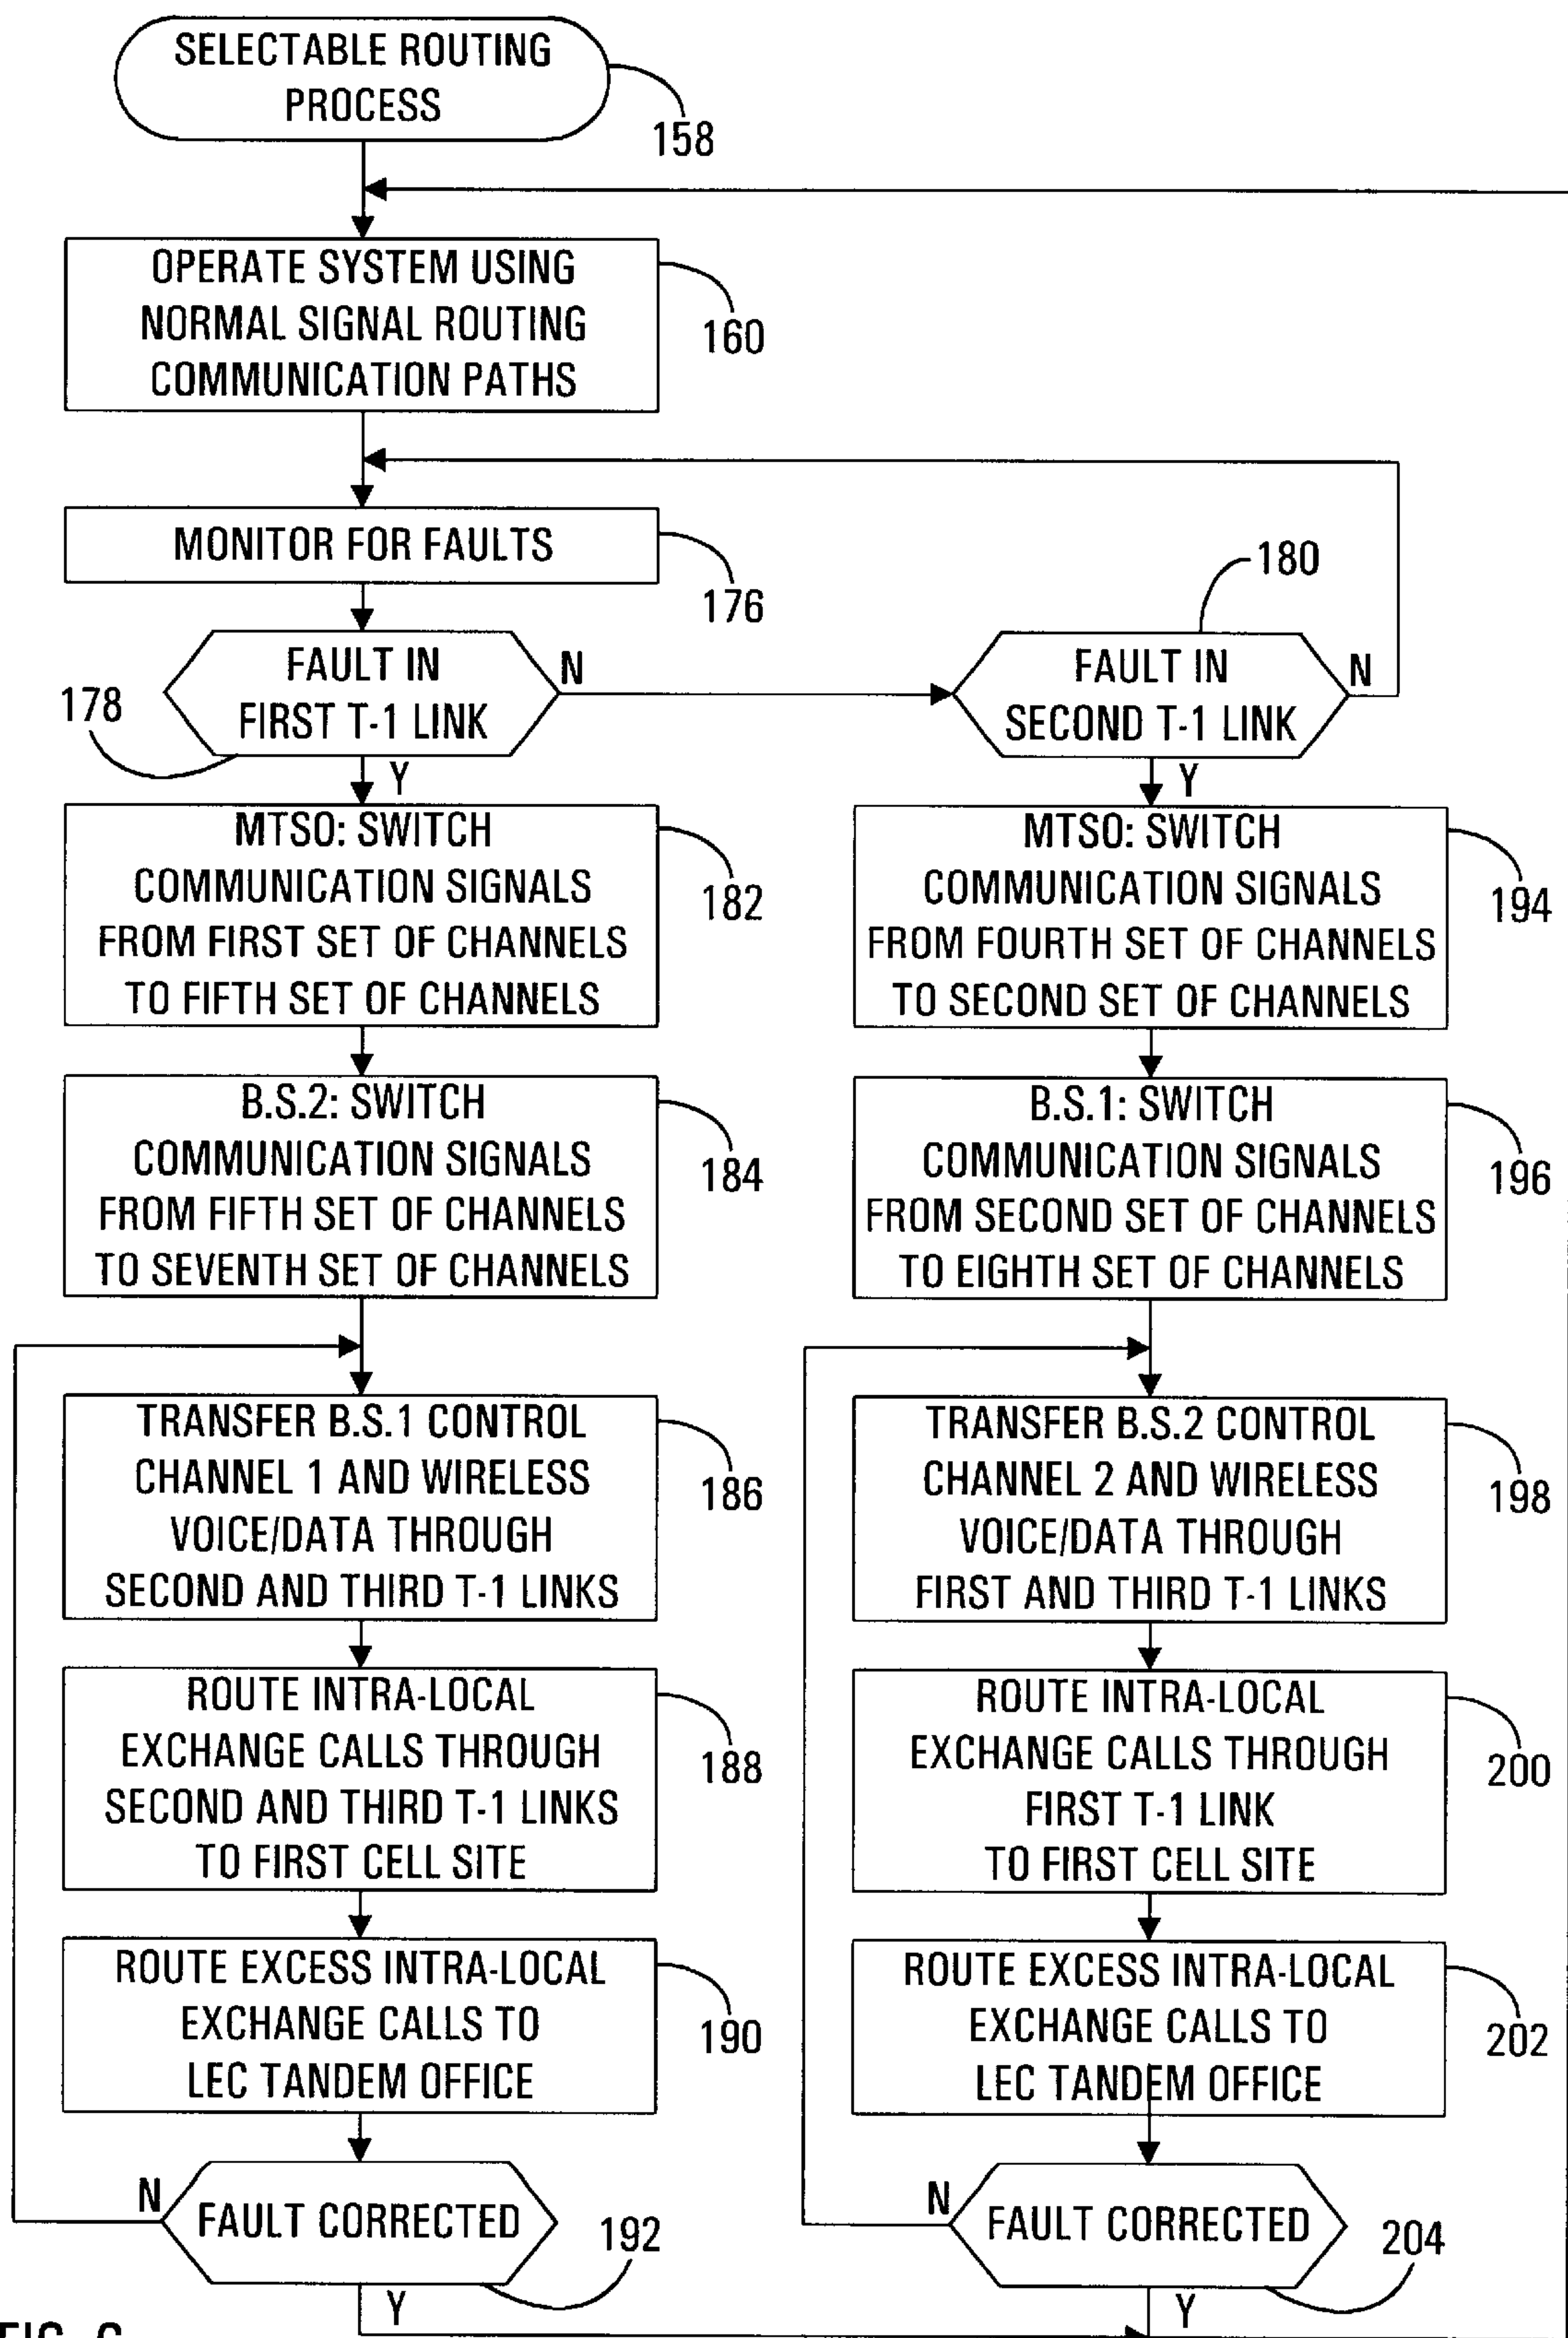 SELECTABLE ROUTING
PROCESS
158
OPERATE SYSTEM USING
NORMAL SIGNAL ROUTING
COMMUNICATION PATHS
160
MONITOR FOR FAULTS
176
FAULT IN
FIRST T-1 LINK
N
178
Y
180
FAULT IN
SECOND T-1 LINK
N
Y
MTSO: SWITCH
COMMUNICATION SIGNALS
FROM FIRST SET OF CHANNELS
TO FIFTH SET OF CHANNELS
182
B.S.2: SWITCH
COMMUNICATION SIGNALS
FROM FIFTH SET OF CHANNELS
TO SEVENTH SET OF CHANNELS
184
TRANSFER B.S.1 CONTROL
CHANNEL 1 AND WIRELESS
VOICE/DATA THROUGH
SECOND AND THIRD T-1 LINKS
186
ROUTE INTRA-LOCAL
EXCHANGE CALLS THROUGH
SECOND AND THIRD T-1 LINKS
TO FIRST CELL SITE
188
ROUTE EXCESS INTRA-LOCAL
EXCHANGE CALLS TO
LEC TANDEM OFFICE
190
N
FAULT CORRECTED
192
Y
MTSO: SWITCH
COMMUNICATION SIGNALS
FROM FOURTH SET OF CHANNELS
TO SECOND SET OF CHANNELS
194
B.S.1: SWITCH
COMMUNICATION SIGNALS
FROM SECOND SET OF CHANNELS
TO EIGHTH SET OF CHANNELS
196
TRANSFER B.S.2 CONTROL
CHANNEL 2 AND WIRELESS
VOICE/DATA THROUGH
FIRST AND THIRD T-1 LINKS
198
ROUTE INTRA-LOCAL
EXCHANGE CALLS THROUGH
FIRST T-1 LINK
TO FIRST CELL SITE
200
ROUTE EXCESS INTRA-LOCAL
EXCHANGE CALLS TO
LEC TANDEM OFFICE
202
N
FAULT CORRECTED
204
Y